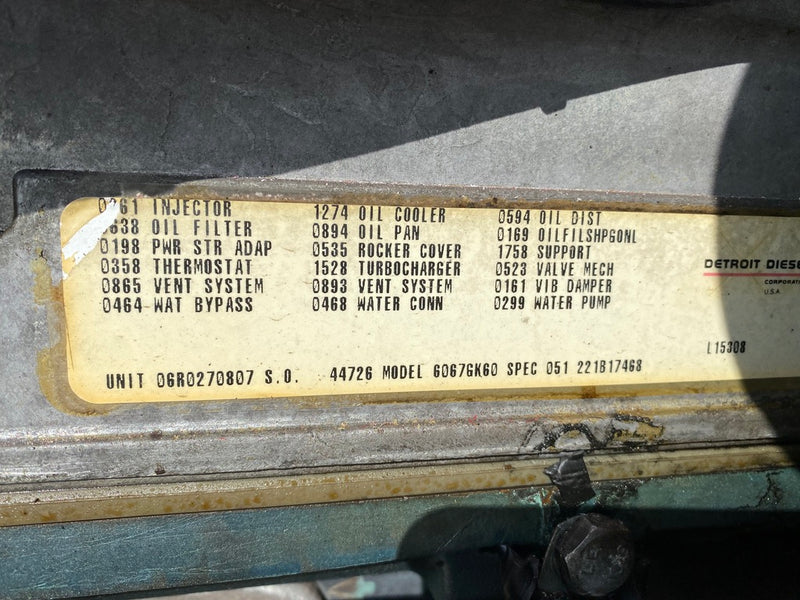 0361 INJECTOR 1274 OIL COOLER 0594 OIL DIST
OIL FILTER 0894 OIL PAN 0169 OILFILSHPGONL
0198 PWR STR ADAP 0535 ROCKER COVER 1758 SUPPORT
0358 THERMOSTAT 1528 TURBOCHARGER 0523 VALVE MECH
0865 VENT SYSTEM 0893 VENT SYSTEM 0161 VIB DAMPER
0464 WAT BYPASS 0468 WATER CONN 0299 WATER PUMP
DETROIT DIESE
CORPORATI
U.S.A.
L15308
UNIT 06R0270807 S.O. 44726 MODEL 6067GK60 SPEC 051 221B17468